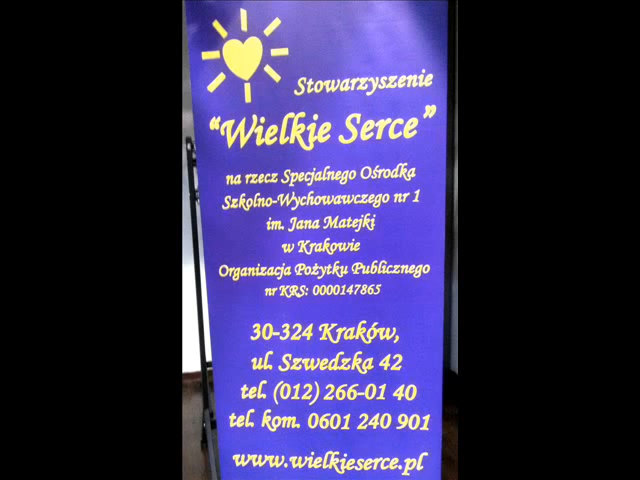 Stowarzyszenie
“Wielkie Serce”
na rzecz Specjalnego Ośrodka
Szkolno-Wychowawczego nr 1
im. Jana Matejki
w Krakowie
Organizacja Pożytku Publicznego
nr KRS: 0000147865
30-324 Kraków,
ul. Szwedzka 42
tel. (012) 266-01 40
tel. kom. 0601 240 901
www.wielkieserce.pl